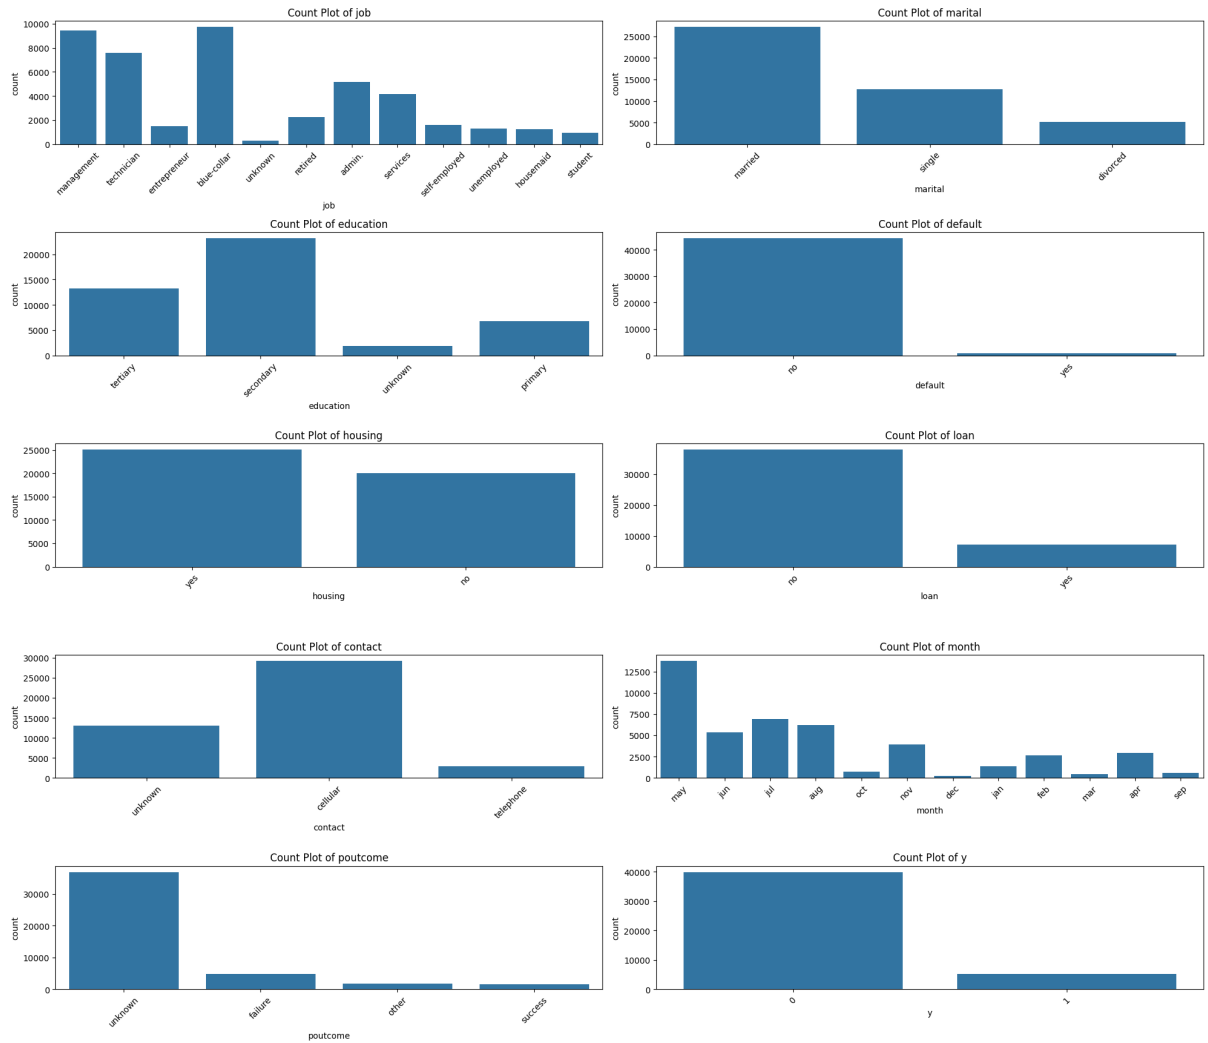 Count Plot of job
count
10000
8000
6000
4000
2000
0
management
technician
entrepreneur
blue-collar
unknown
retired
admin.
services
self-employed
unemployed
housemaid
student
job
Count Plot of marital
count
25000
20000
15000
10000
5000
0
married
single
divorced
marital
Count Plot of education
count
20000
15000
10000
5000
0
tertiary
secondary
unknown
primary
education
Count Plot of default
count
40000
30000
20000
10000
0
no
yes
default
Count Plot of housing
count
25000
20000
15000
10000
5000
0
yes
no
housing
Count Plot of loan
count
30000
20000
10000
0
no
yes
loan
Count Plot of contact
count
30000
25000
20000
15000
10000
5000
0
unknown
cellular
telephone
contact
Count Plot of month
count
12500
10000
7500
5000
2500
0
may
jun
jul
aug
oct
nov
dec
jan
feb
mar
apr
sep
month
Count Plot of poutcome
count
30000
20000
10000
0
unknown
failure
other
success
poutcome
Count Plot of y
count
40000
30000
20000
10000
0
0
1
y